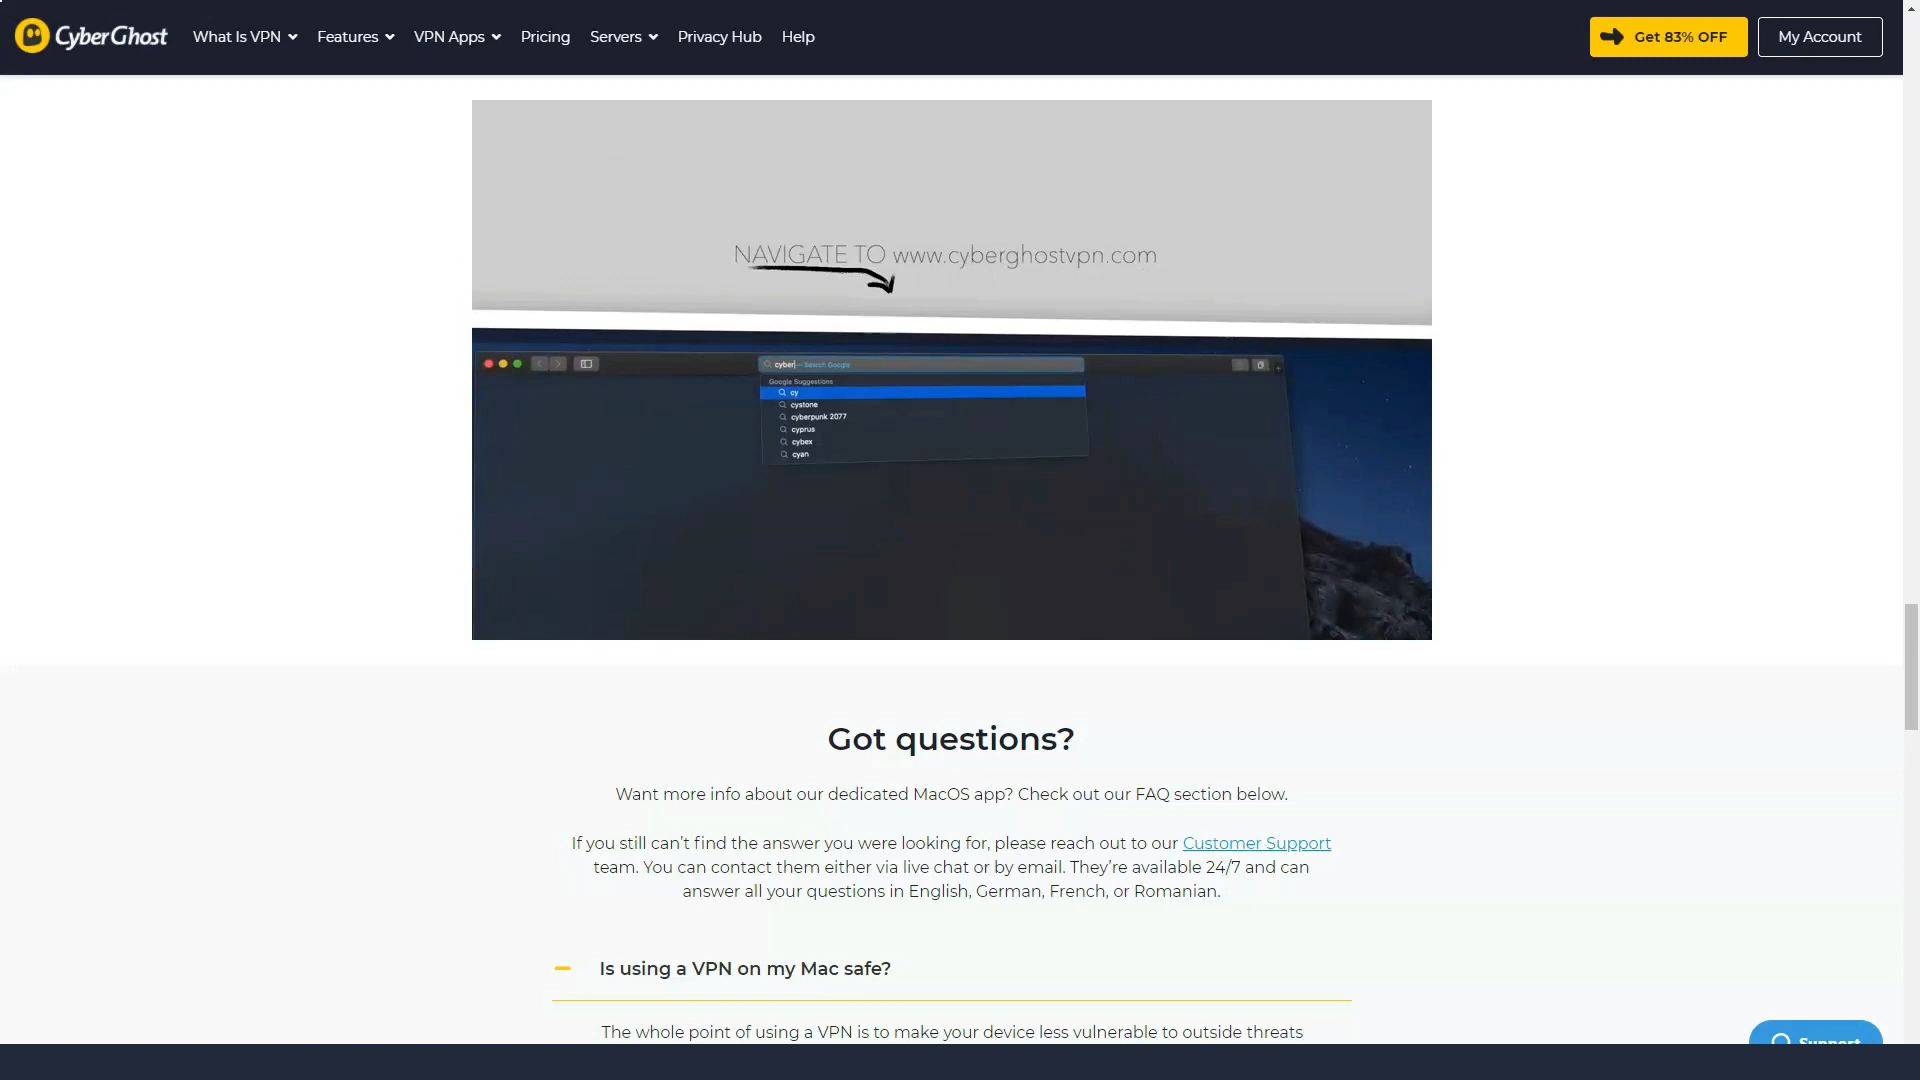 CyberGhost What Is VPN Features VPN Apps Pricing Servers Privacy Hub Help Get 83% OFF My Account
NAVIGATE TO www.cyberghostvpn.com
cyber — Search Google
Google Suggestions
cy
cystone
cyberpunk 2077
cyprus
cybex
cyan
Got questions?
Want more info about our dedicated MacOS app? Check out our FAQ section below.
If you still can't find the answer you were looking for, please reach out to our Customer Support
team. You can contact them either via live chat or by email. They're available 24/7 and can
answer all your questions in English, German, French, or Romanian.
Is using a VPN on my Mac safe?
The whole point of using a VPN is to make your device less vulnerable to outside threats
Support